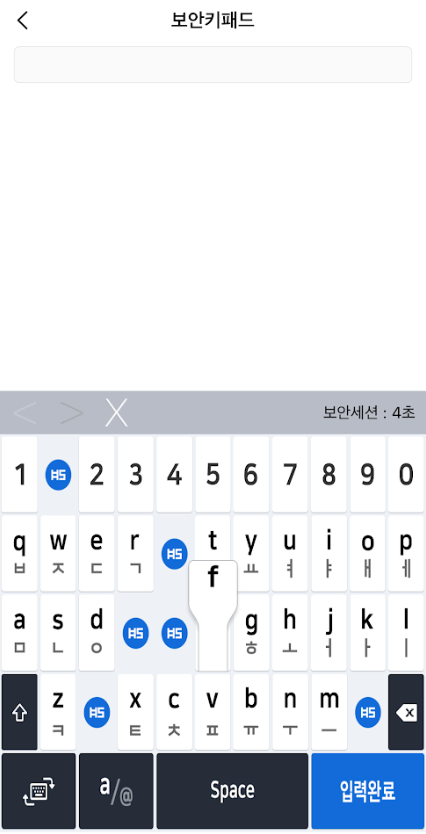 보안키패드
보안세션 : 4초
1 2 3 4 5 6 7 8 9 0
q w e r t y u i o p
ㅂ ㅈ ㄷ ㄱ ㅛ ㅕ ㅑ ㅐ ㅔ
f
a s d g h j k l
ㅁ ㄴ ㅇ ㅎ ㅗ ㅓ ㅏ ㅣ
z x c v b n m
ㅋ ㅌ ㅊ ㅍ ㅠ ㅜ ㅡ
a/@ Space 입력완료